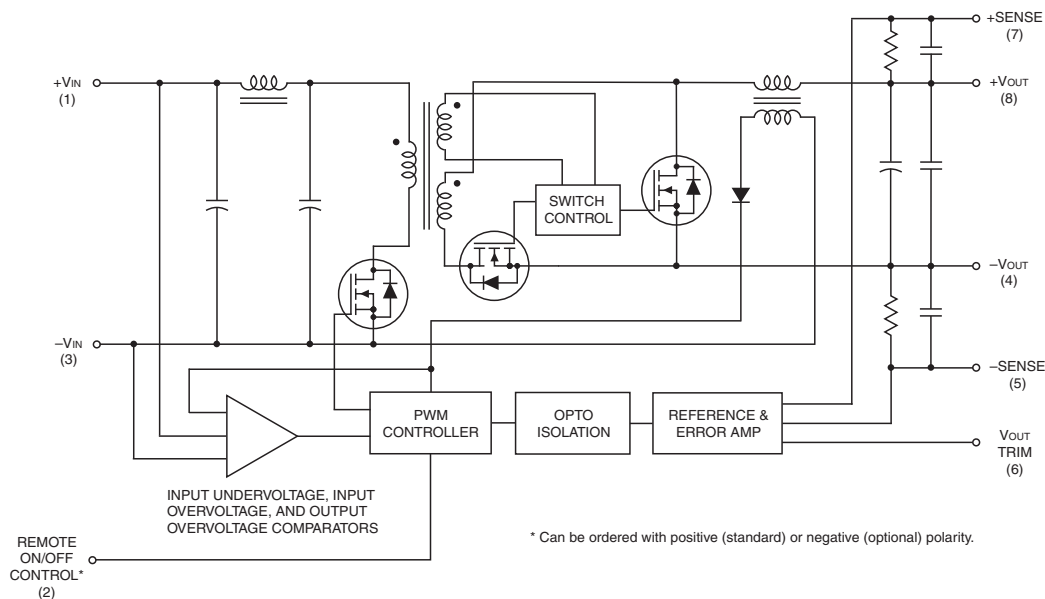 +SENSE
(7)
+VIN
(1)
+VOUT
(8)
SWITCH
CONTROL
–VOUT
(4)
–VIN
(3)
–SENSE
(5)
PWM
CONTROLLER
OPTO
ISOLATION
REFERENCE &
ERROR AMP
VOUT
TRIM
(6)
INPUT UNDERVOLTAGE, INPUT
OVERVOLTAGE, AND OUTPUT
OVERVOLTAGE COMPARATORS
REMOTE
ON/OFF
CONTROL*
(2)
* Can be ordered with positive (standard) or negative (optional) polarity.